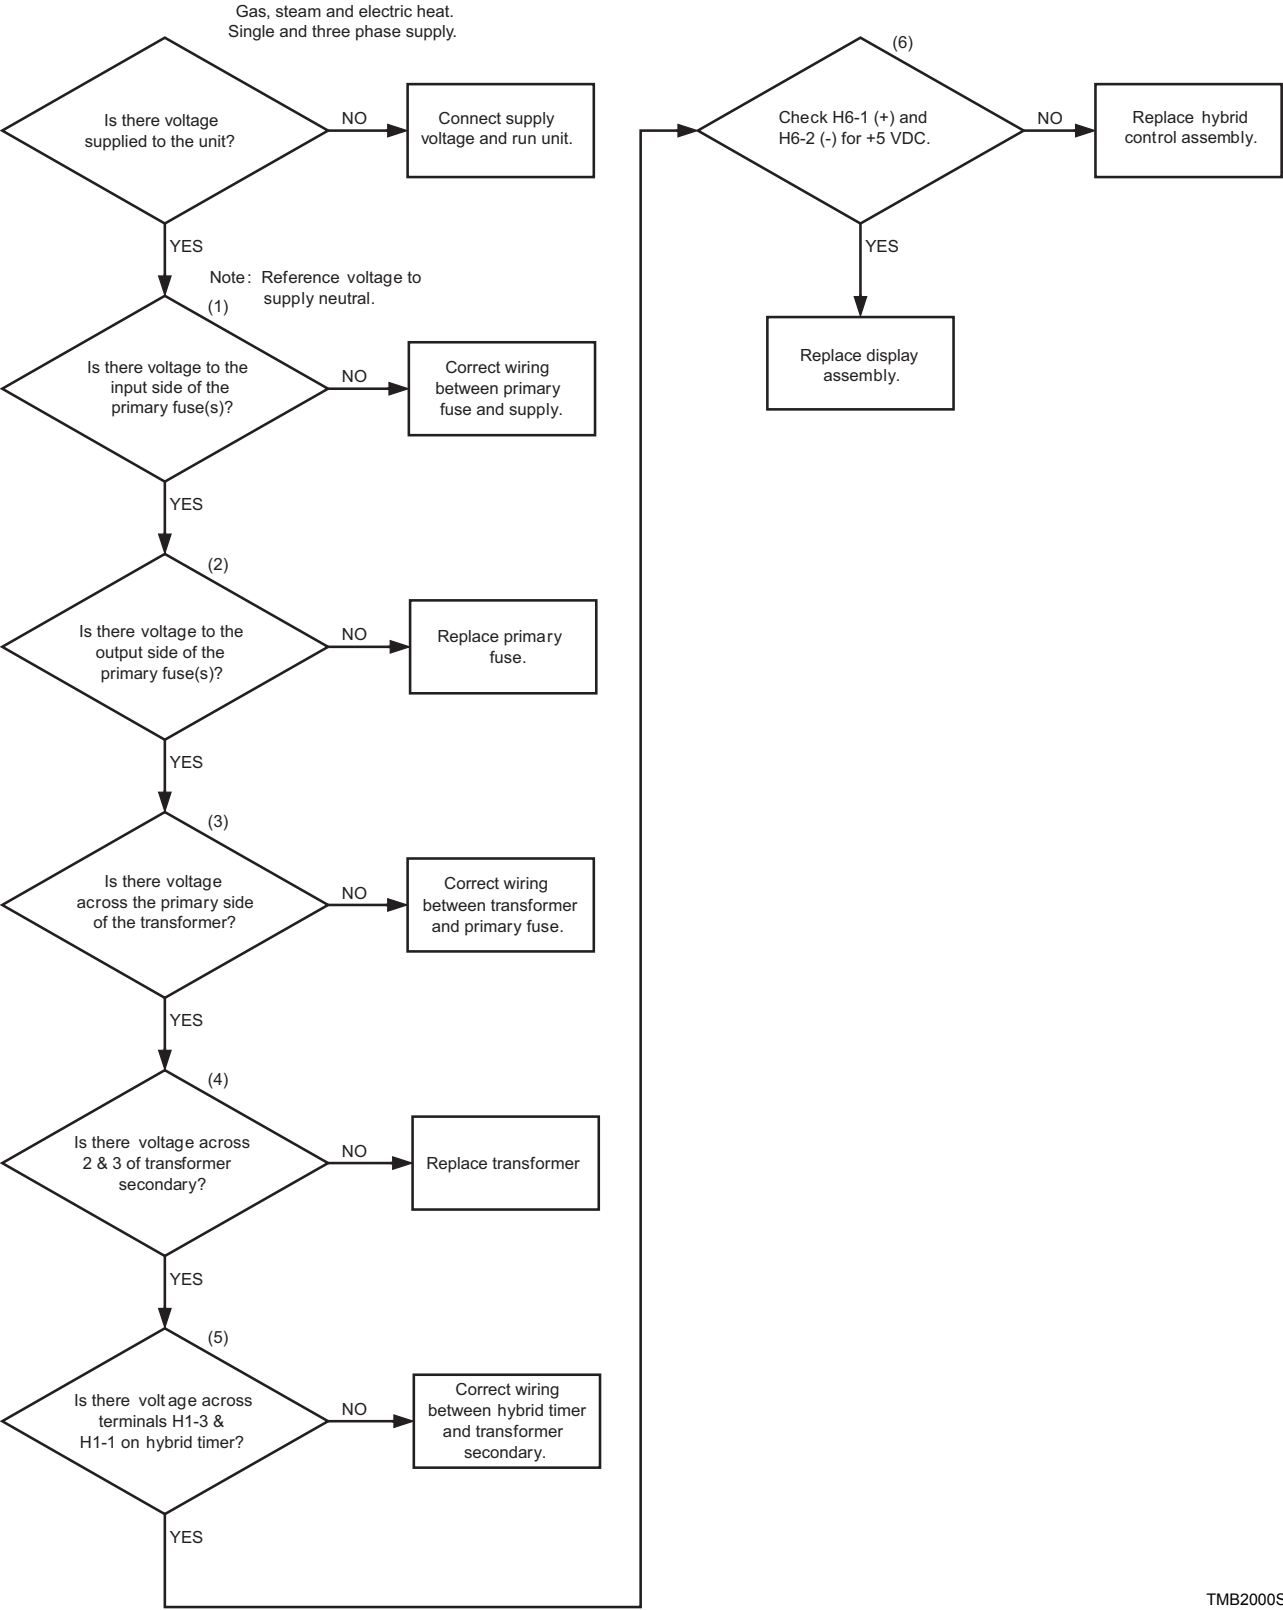 Gas, steam and electric heat.
Single and three phase supply.
Is there voltage
supplied to the unit?
NO
Connect supply
voltage and run unit.
YES
Note: Reference voltage to
supply neutral.
(1)
Is there voltage to the
input side of the
primary fuse(s)?
NO
Correct wiring
between primary
fuse and supply.
YES
(2)
Is there voltage to the
output side of the
primary fuse(s)?
NO
Replace primary
fuse.
YES
(3)
Is there voltage
across the primary side
of the transformer?
NO
Correct wiring
between transformer
and primary fuse.
YES
(4)
Is there voltage across
2 & 3 of transformer
secondary?
NO
Replace transformer
YES
(5)
Is there voltage across
terminals H1-3 &
H1-1 on hybrid timer?
NO
Correct wiring
between hybrid timer
and transformer
secondary.
YES
(6)
Check H6-1 (+) and
H6-2 (-) for +5 VDC.
NO
Replace hybrid
control assembly.
YES
Replace display
assembly.
TMB2000S